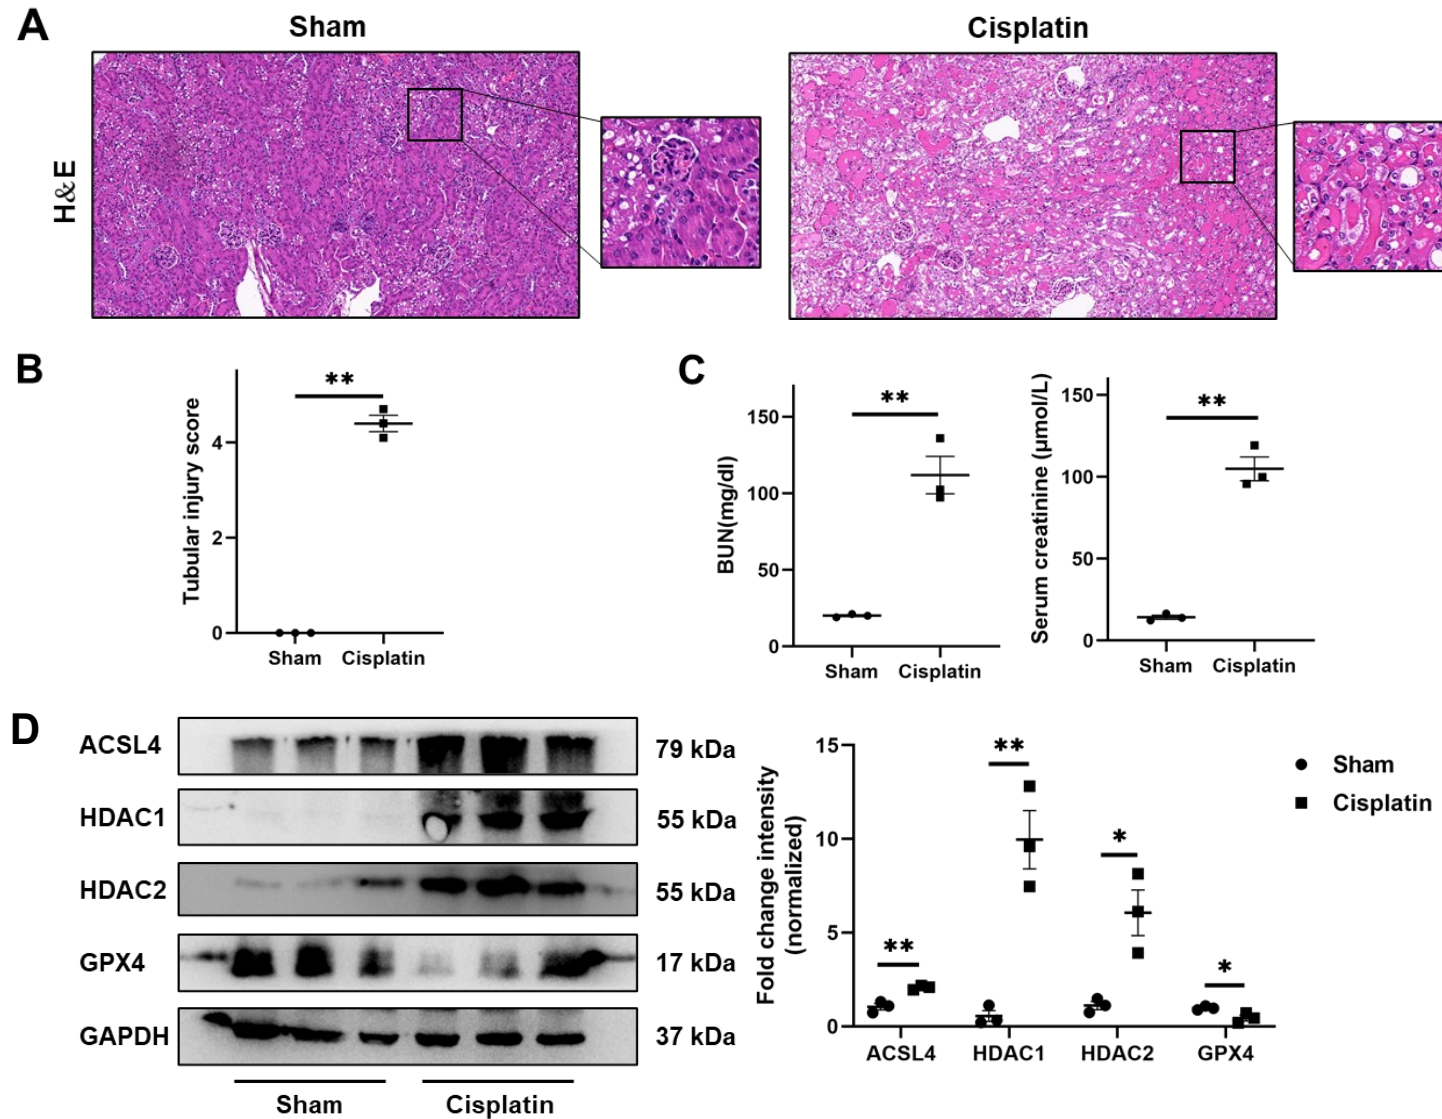 A
Sham
Cisplatin
H&E
B
**
Tubular injury score
4
2
0
Sham
Cisplatin
C
**
BUN(mg/dl)
150
100
50
0
Sham
Cisplatin
**
Serum creatinine (μmol/L)
150
100
50
0
Sham
Cisplatin
D
ACSL4
79 kDa
HDAC1
55 kDa
HDAC2
55 kDa
GPX4
17 kDa
GAPDH
37 kDa
Sham
Cisplatin
Fold change intensity
(normalized)
15
10
5
0
**
**
*
*
ACSL4
HDAC1
HDAC2
GPX4
Sham
Cisplatin